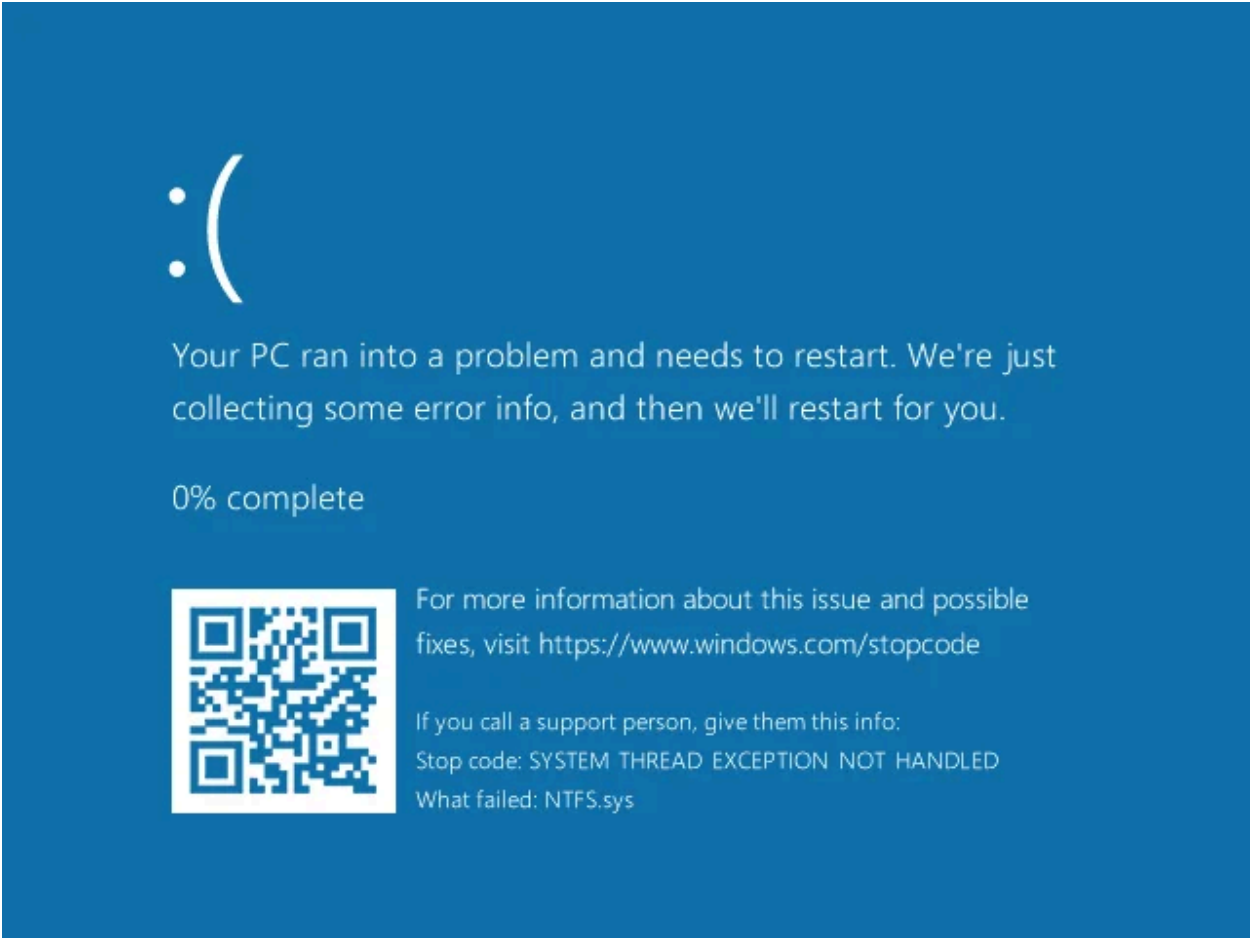 :(
Your PC ran into a problem and needs to restart. We're just
collecting some error info, and then we'll restart for you.
0% complete
For more information about this issue and possible
fixes, visit https://www.windows.com/stopcode
If you call a support person, give them this info:
Stop code: SYSTEM THREAD EXCEPTION NOT HANDLED
What failed: NTFS.sys